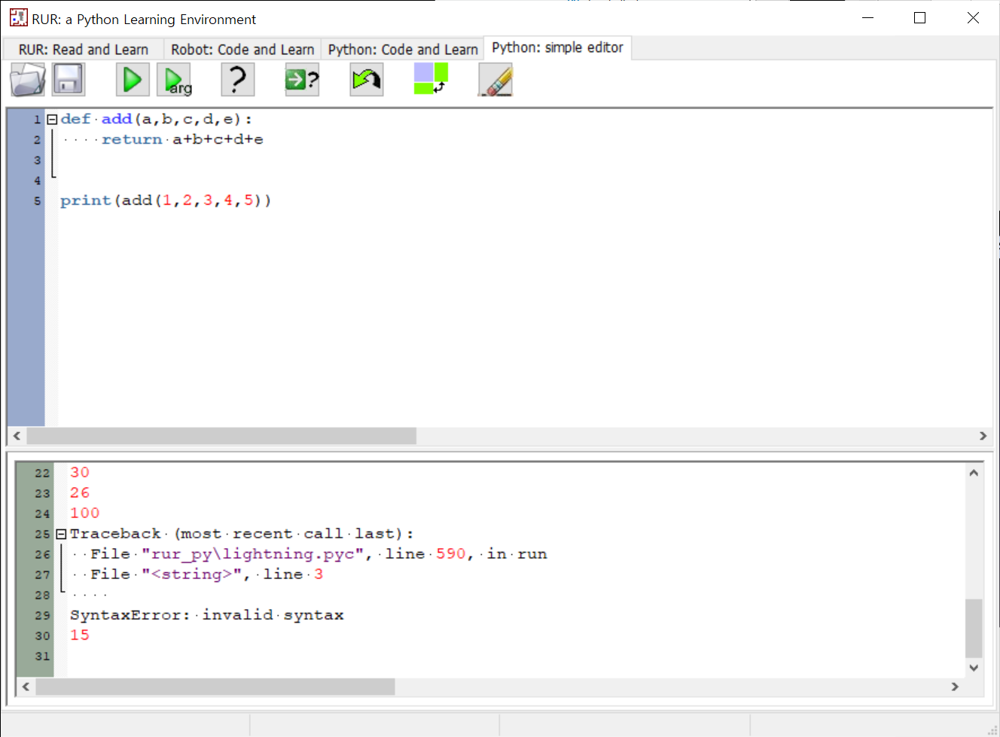 RUR: a Python Learning Environment
RUR: Read and Learn Robot: Code and Learn Python: Code and Learn Python: simple editor
arg ? ?
1 def add(a,b,c,d,e):
2 ····return a+b+c+d+e
3
4
5 print(add(1,2,3,4,5))
22 30
23 26
24 100
25 Traceback·(most·recent·call·last):
26 ··File·"rur_py\lightning.pyc",·line·590,·in·run
27 ··File·"<string>",·line·3
28 ····
29 SyntaxError:·invalid·syntax
30 15
31